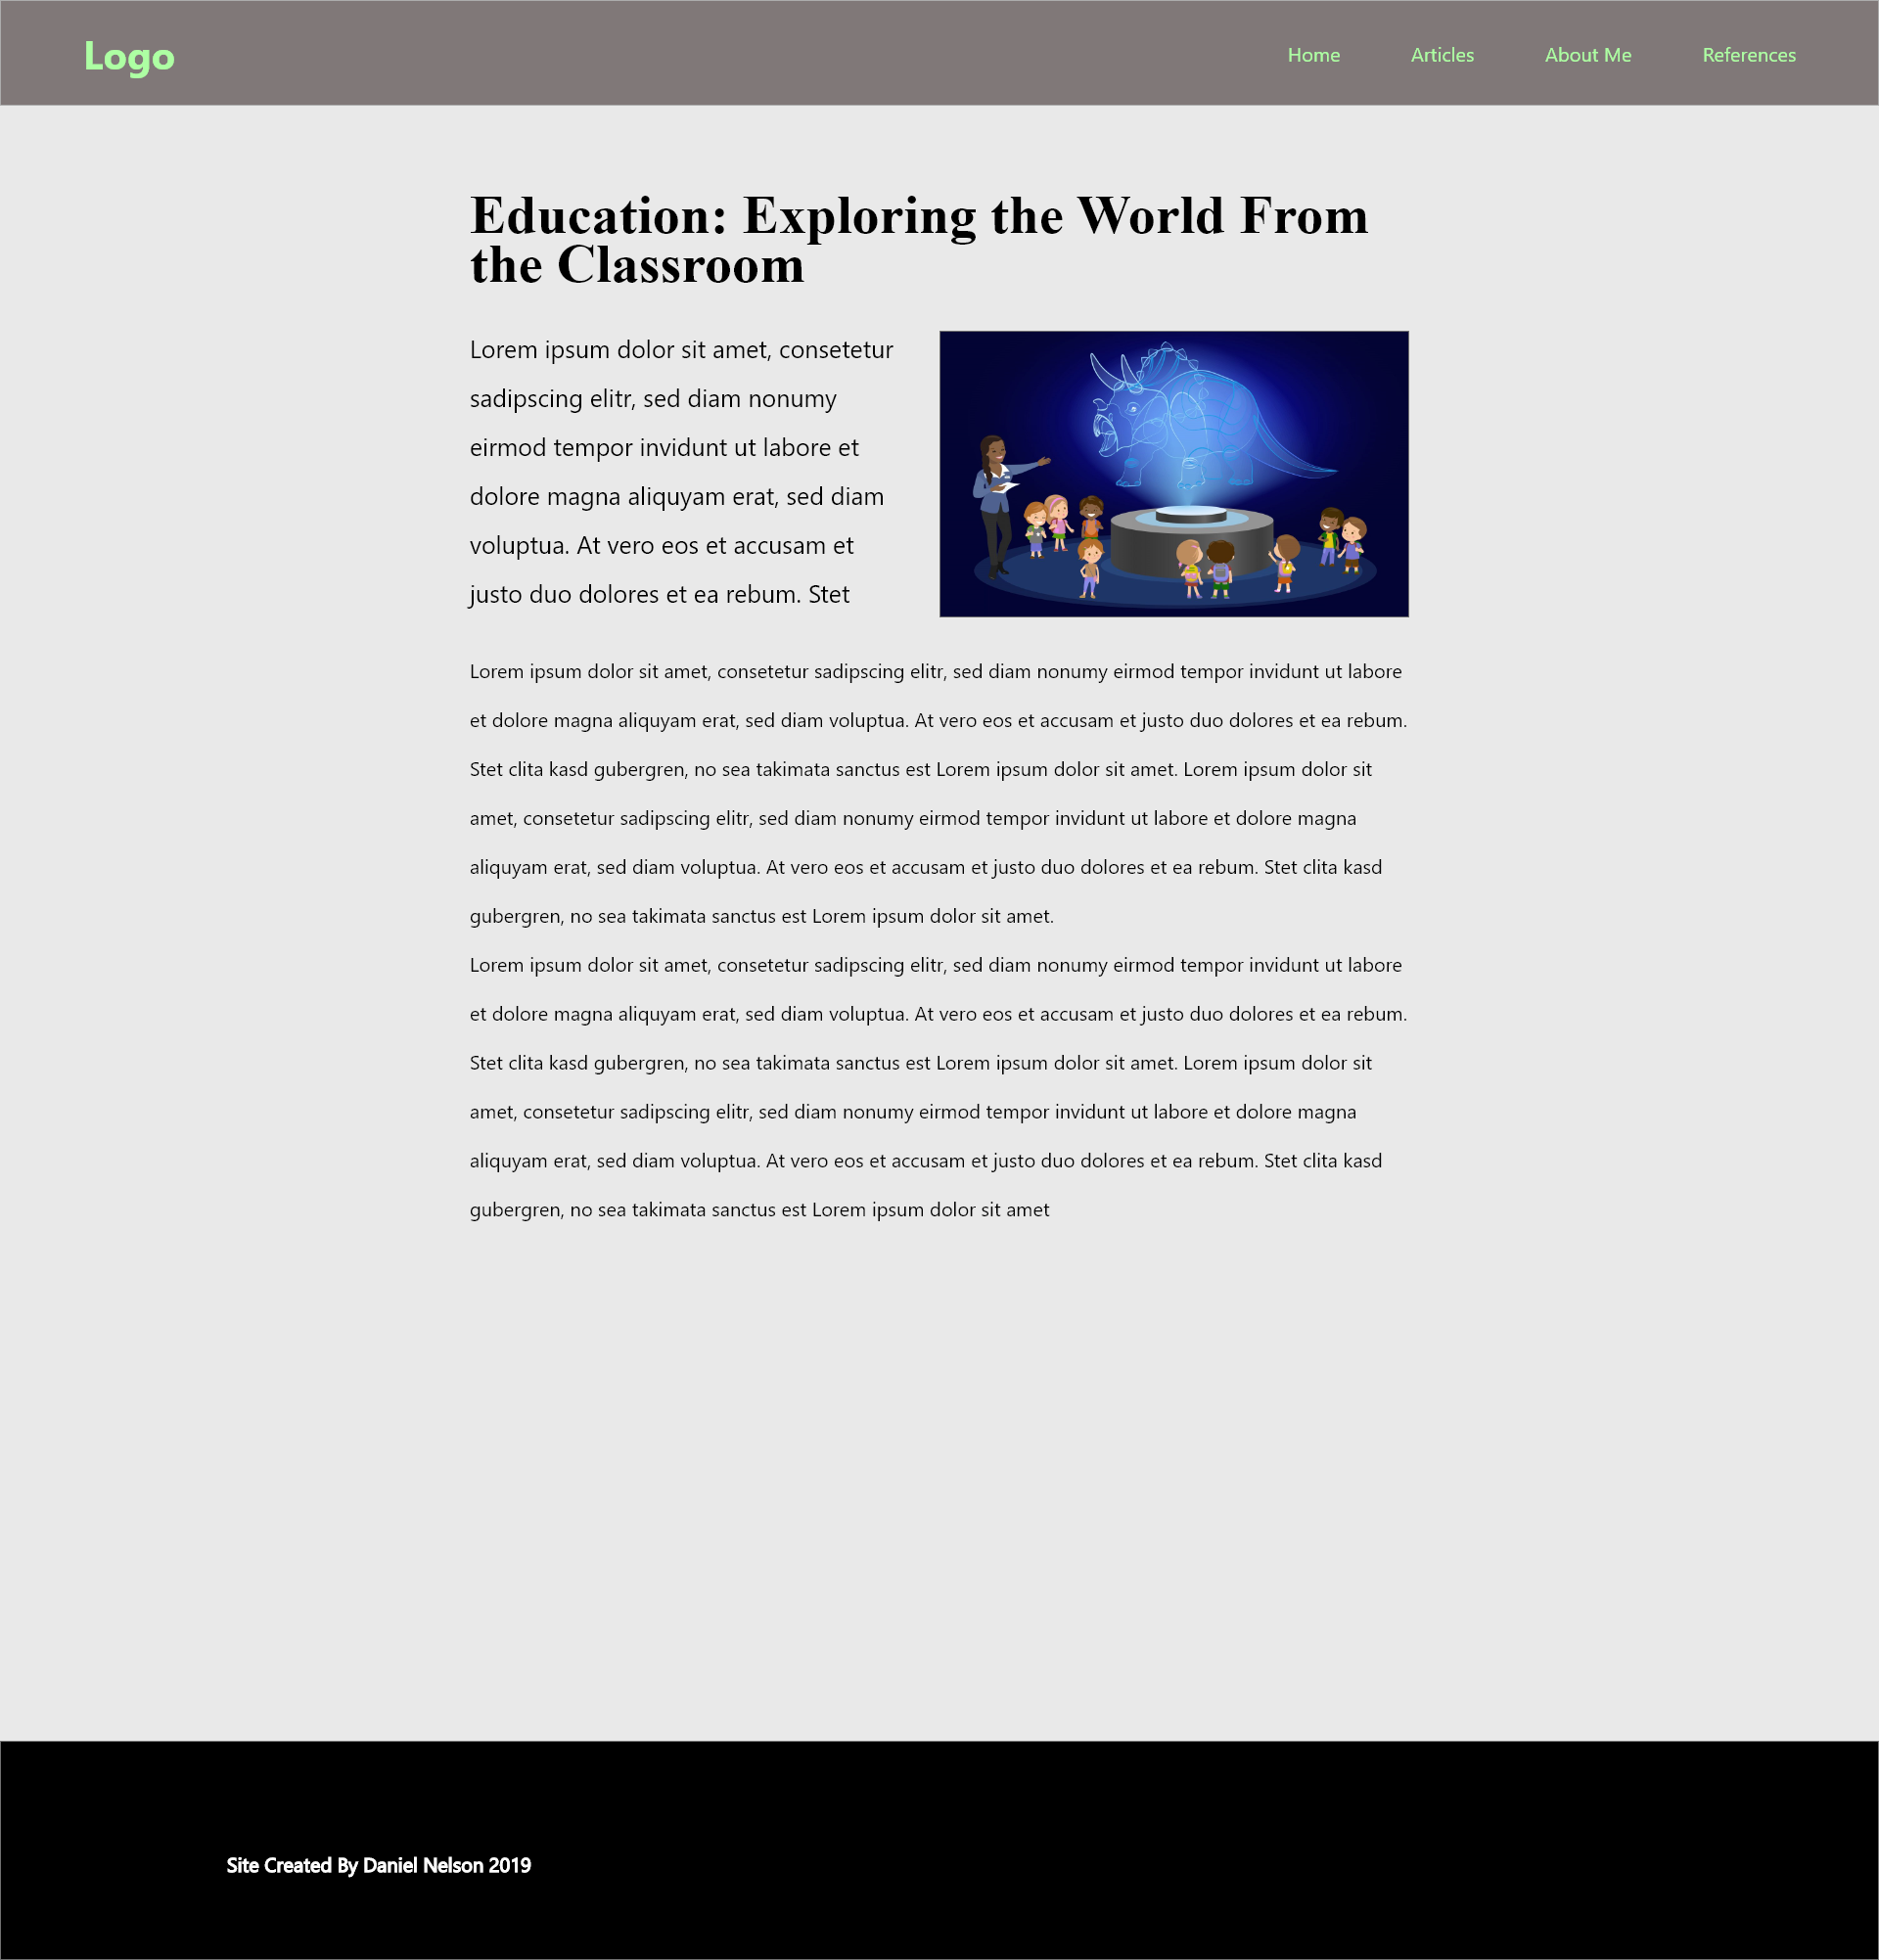 Logo
Home Articles About Me References
Education: Exploring the World From
the Classroom
Lorem ipsum dolor sit amet, consetetur
sadipscing elitr, sed diam nonumy
eirmod tempor invidunt ut labore et
dolore magna aliquyam erat, sed diam
voluptua. At vero eos et accusam et
justo duo dolores et ea rebum. Stet
Lorem ipsum dolor sit amet, consetetur sadipscing elitr, sed diam nonumy eirmod tempor invidunt ut labore
et dolore magna aliquyam erat, sed diam voluptua. At vero eos et accusam et justo duo dolores et ea rebum.
Stet clita kasd gubergren, no sea takimata sanctus est Lorem ipsum dolor sit amet. Lorem ipsum dolor sit
amet, consetetur sadipscing elitr, sed diam nonumy eirmod tempor invidunt ut labore et dolore magna
aliquyam erat, sed diam voluptua. At vero eos et accusam et justo duo dolores et ea rebum. Stet clita kasd
gubergren, no sea takimata sanctus est Lorem ipsum dolor sit amet.
Lorem ipsum dolor sit amet, consetetur sadipscing elitr, sed diam nonumy eirmod tempor invidunt ut labore
et dolore magna aliquyam erat, sed diam voluptua. At vero eos et accusam et justo duo dolores et ea rebum.
Stet clita kasd gubergren, no sea takimata sanctus est Lorem ipsum dolor sit amet. Lorem ipsum dolor sit
amet, consetetur sadipscing elitr, sed diam nonumy eirmod tempor invidunt ut labore et dolore magna
aliquyam erat, sed diam voluptua. At vero eos et accusam et justo duo dolores et ea rebum. Stet clita kasd
gubergren, no sea takimata sanctus est Lorem ipsum dolor sit amet
Site Created By Daniel Nelson 2019